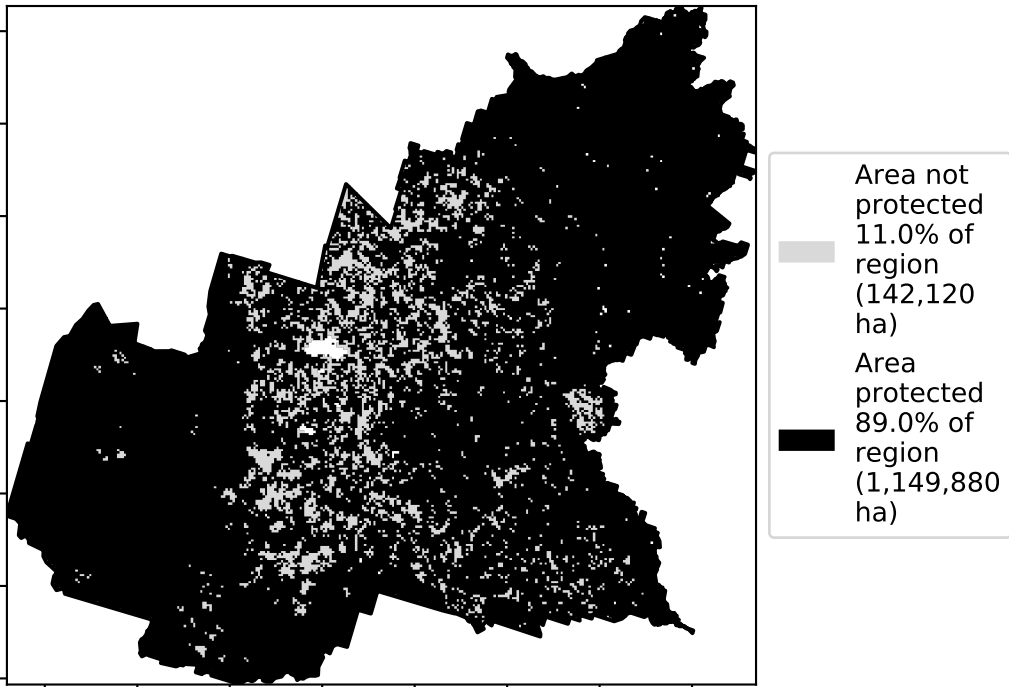 Area not
protected
11.0% of
region
(142,120
ha)
Area
protected
89.0% of
region
(1,149,880
ha)